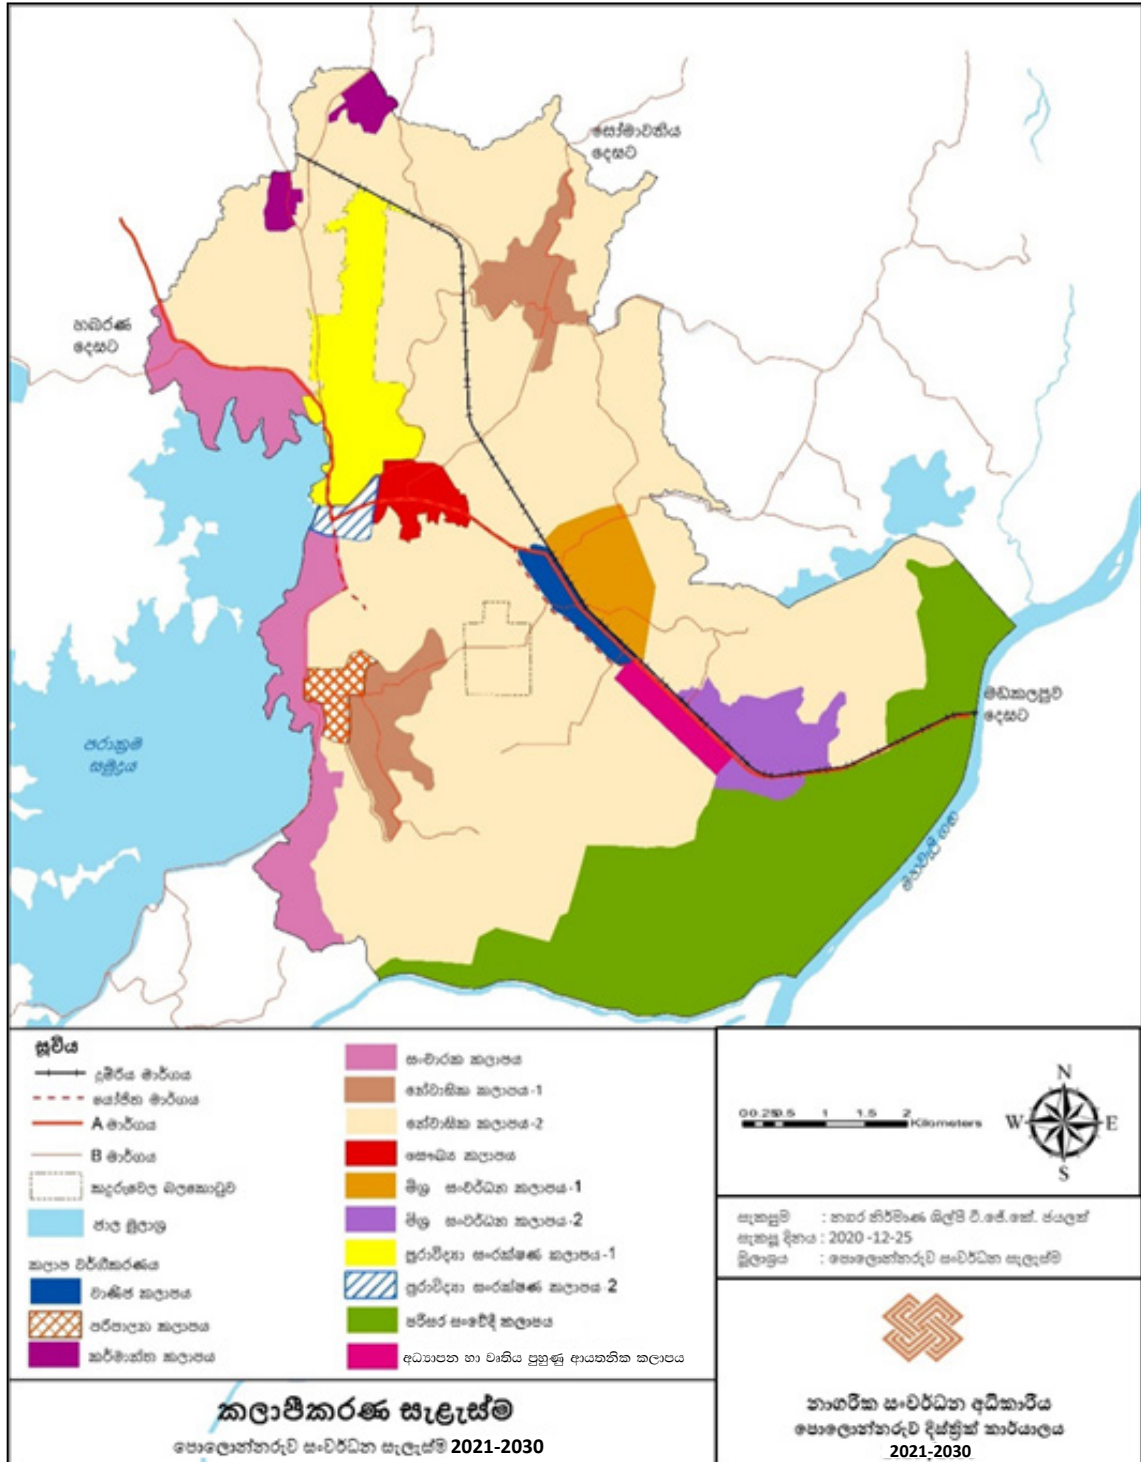 සෝමාවතිය
දෙසට
හබරණ
දෙසට
මඩකලපුව
දෙසට
පරාක්‍රම
සමුද්‍රය
මහවැලි ගඟ
සූචිය
දුම්රිය මාර්ගය
යෝජිත මාර්ගය
A මාර්ගය
B මාර්ගය
කදුරුවෙල බලකොටුව
ජාල මූලාශ්‍ර
කලාප වර්ගීකරණය
වාණිජ කලාපය
පරිපාලන කලාපය
කර්මාන්ත කලාපය
සංචාරක කලාපය
නේවාසික කලාපය-1
නේවාසික කලාපය-2
සෞඛ්‍ය කලාපය
මිශ්‍ර සංවර්ධන කලාපය-1
මිශ්‍ර සංවර්ධන කලාපය-2
පුරාවිද්‍යා සංරක්ෂණ කලාපය-1
පුරාවිද්‍යා සංරක්ෂණ කලාපය-2
පරිසර සංවේදී කලාපය
අධ්‍යාපන හා වෘතිය පුහුණු ආයතනික කලාපය
N
W E
S
0 0.25 0.5 1 1.5 2
Kilometers
සැකසුම : නගර නිර්මාණ ශිල්පී ටී.ජේ.කේ. ජයලත්
සැකසූ දිනය : 2020 -12-25
මූලාශ්‍රය : පොලොන්නරුව සංවර්ධන සැලැස්ම
කලාපීකරණ සැළැස්ම
පොලොන්නරුව සංවර්ධන සැලැස්ම 2021-2030
නාගරික සංවර්ධන අධිකාරිය
පොලොන්නරුව දිස්ත්‍රික් කාර්යාලය
2021-2030